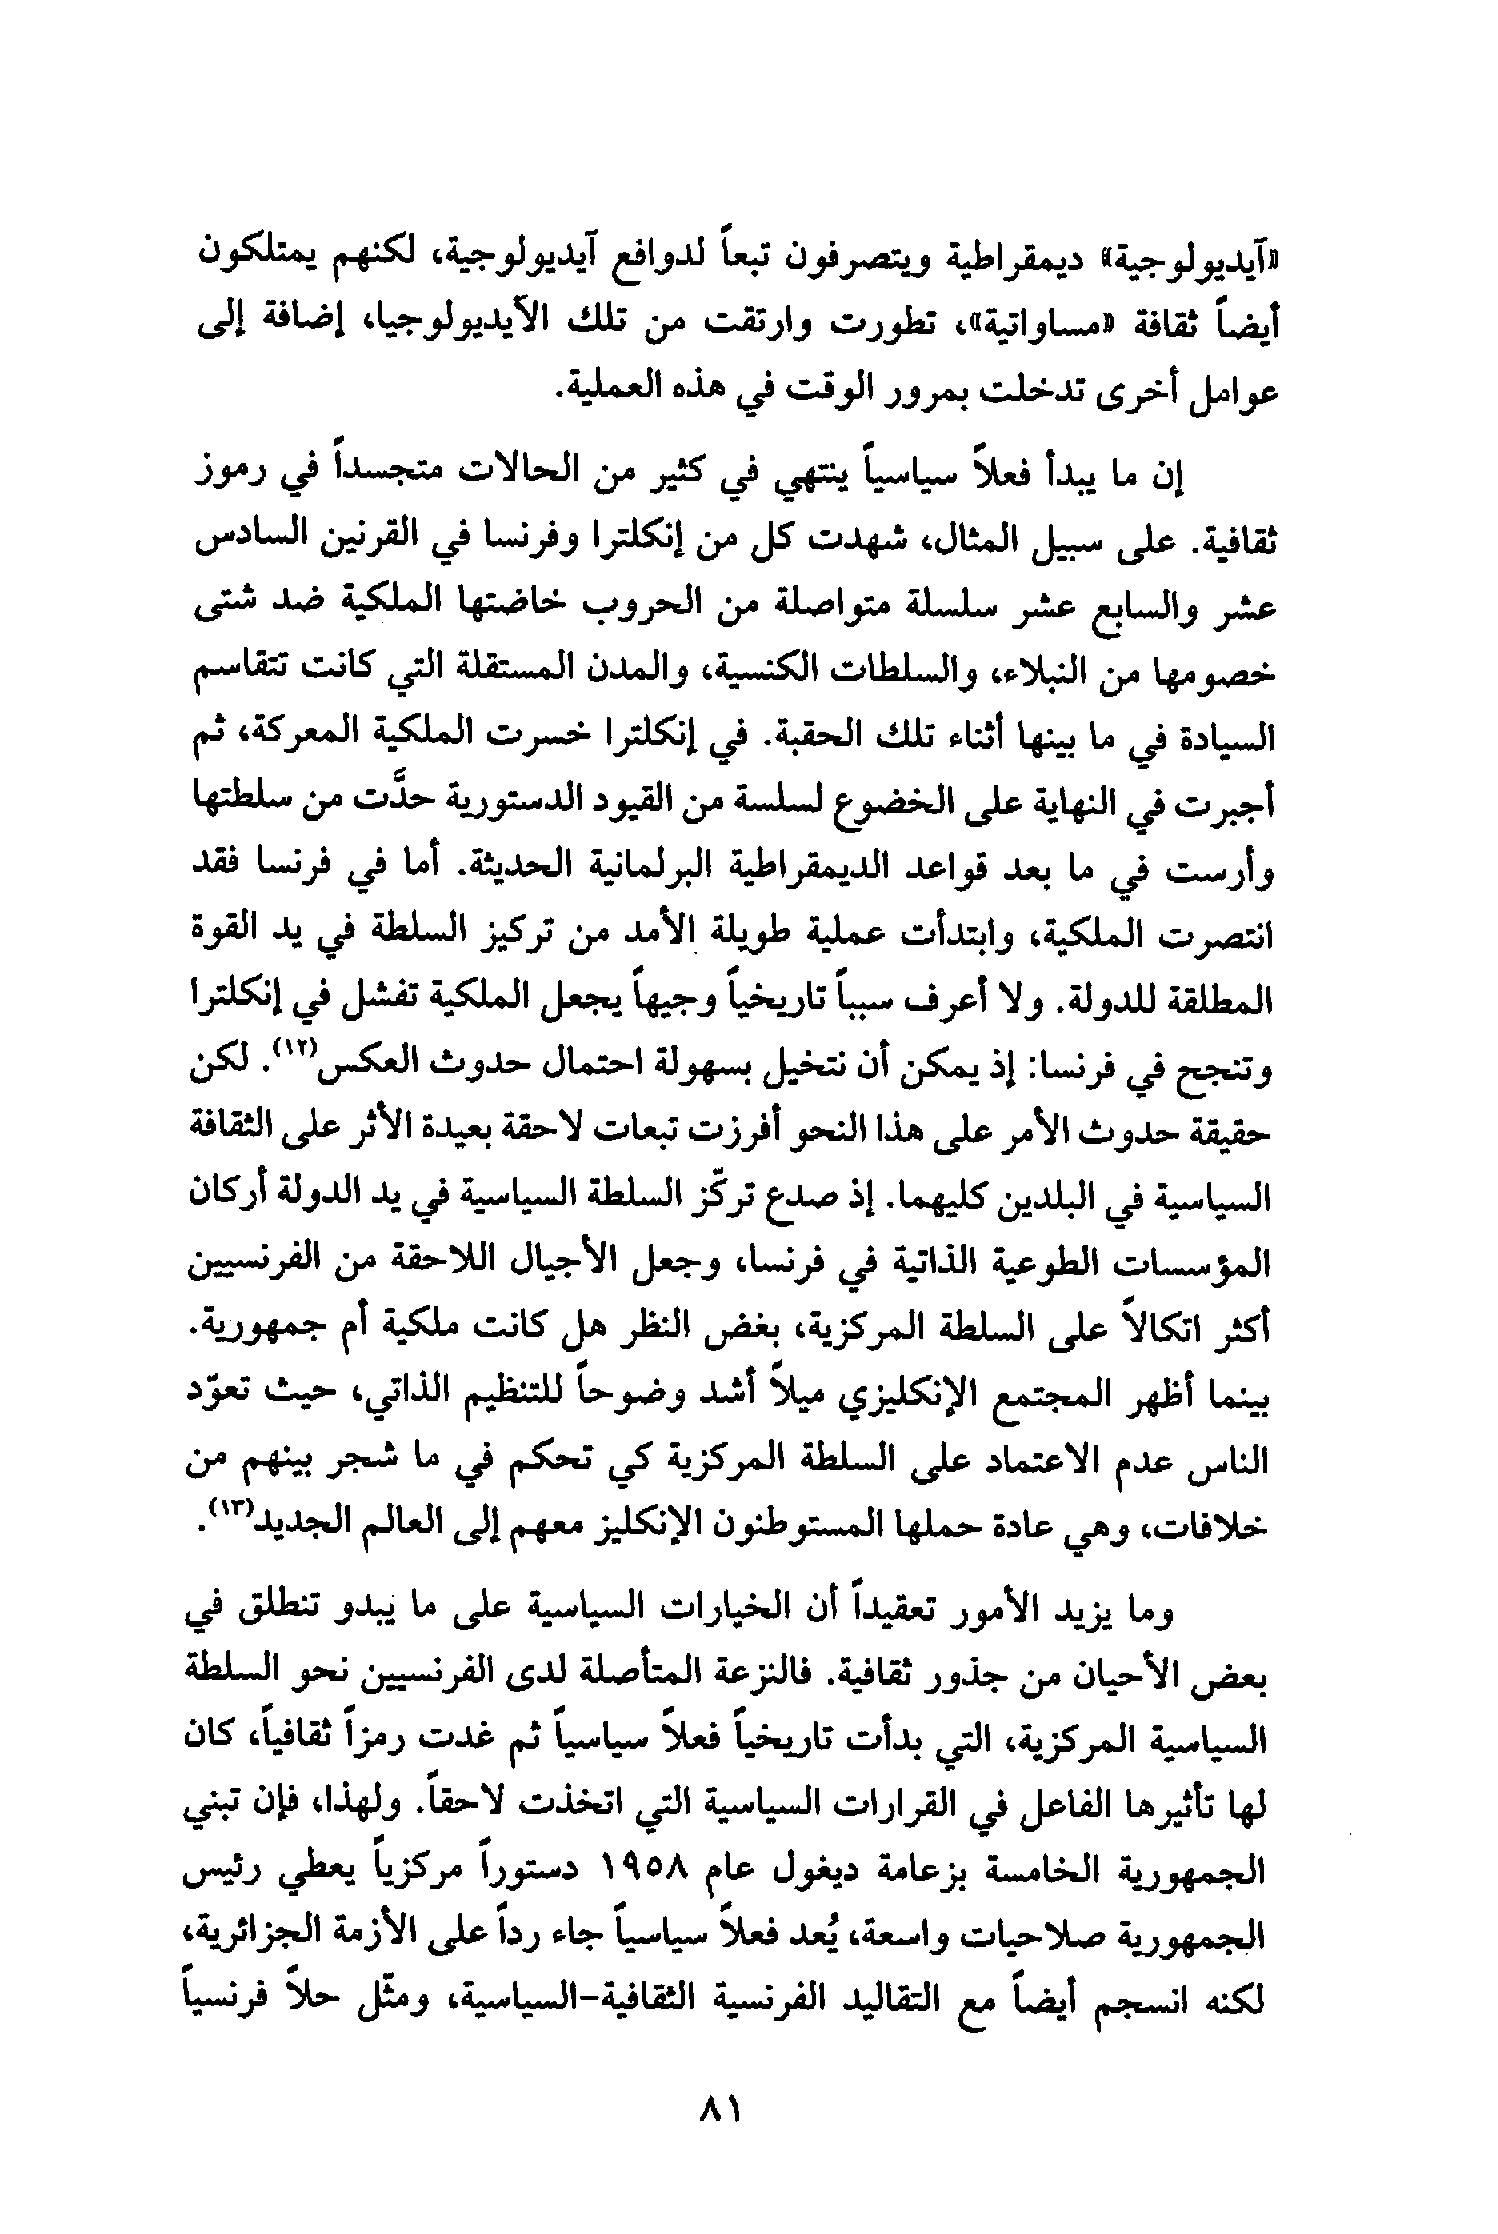 «آيديولوجية» ديمقراطية ويتصرفون تبعاً لدوافع آيديولوجية، لكنهم يمتلكون
أيضاً ثقافة «مساواتية»، تطورت وارتقت من تلك الآيديولوجيا، إضافة إلى
عوامل أخرى تدخلت بمرور الوقت في هذه العملية.
إن ما يبدأ فعلاً سياسياً ينتهي في كثير من الحالات متجسداً في رموز
ثقافية. على سبيل المثال، شهدت كل من إنكلترا وفرنسا في القرنين السادس
عشر والسابع عشر سلسلة متواصلة من الحروب خاضتها الملكية ضد شتى
خصومها من النبلاء، والسلطات الكنسية، والمدن المستقلة التي كانت تتقاسم
السيادة في ما بينها أثناء تلك الحقبة. في إنكلترا خسرت الملكية المعركة، ثم
أجبرت في النهاية على الخضوع لسلسة من القيود الدستورية حدَّت من سلطتها
وأرست في ما بعد قواعد الديمقراطية البرلمانية الحديثة. أما في فرنسا فقد
انتصرت الملكية، وابتدأت عملية طويلة الأمد من تركيز السلطة في يد القوة
المطلقة للدولة. ولا أعرف سبباً تاريخياً وجيهاً يجعل الملكية تفشل في إنكلترا
وتنجح في فرنسا: إذ يمكن أن نتخيل بسهولة احتمال حدوث العكس(١٢). لكن
حقيقة حدوث الأمر على هذا النحو أفرزت تبعات لاحقة بعيدة الأثر على الثقافة
السياسية في البلدين كليهما. إذ صدع تركّز السلطة السياسية في يد الدولة أركان
المؤسسات الطوعية الذاتية في فرنسا، وجعل الأجيال اللاحقة من الفرنسيين
أكثر اتكالاً على السلطة المركزية، بغض النظر هل كانت ملكية أم جمهورية.
بينما أظهر المجتمع الإنكليزي ميلاً أشد وضوحاً للتنظيم الذاتي، حيث تعوّد
الناس عدم الاعتماد على السلطة المركزية كي تحكم في ما شجر بينهم من
خلافات، وهي عادة حملها المستوطنون الإنكليز معهم إلى العالم الجديد(١٣).
وما يزيد الأمور تعقيداً أن الخيارات السياسية على ما يبدو تنطلق في
بعض الأحيان من جذور ثقافية. فالنزعة المتأصلة لدى الفرنسيين نحو السلطة
السياسية المركزية، التي بدأت تاريخياً فعلاً سياسياً ثم غدت رمزاً ثقافياً، كان
لها تأثيرها الفاعل في القرارات السياسية التي اتخذت لاحقاً. ولهذا، فإن تبني
الجمهورية الخامسة بزعامة ديغول عام ١٩٥٨ دستوراً مركزياً يعطي رئيس
الجمهورية صلاحيات واسعة، يُعد فعلاً سياسياً جاء رداً على الأزمة الجزائرية،
لكنه انسجم أيضاً مع التقاليد الفرنسية الثقافية-السياسية، ومثّل حلاً فرنسياً
٨١